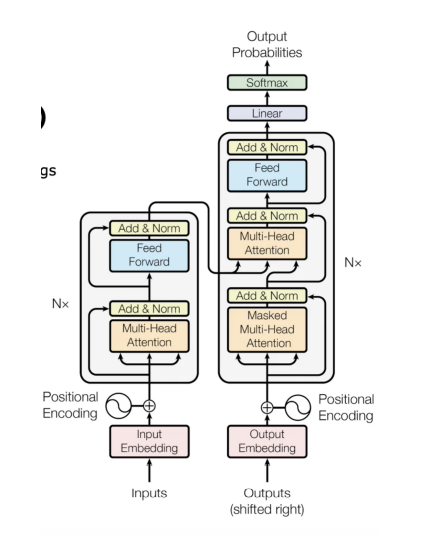 Output
Probabilities
Softmax
Linear
Add & Norm
Feed
Forward
Add & Norm
Multi-Head
Attention
Add & Norm
Masked
Multi-Head
Attention
Nx
Add & Norm
Feed
Forward
Add & Norm
Multi-Head
Attention
Nx
Positional
Encoding
Positional
Encoding
Input
Embedding
Output
Embedding
Inputs
Outputs
(shifted right)
)
gs